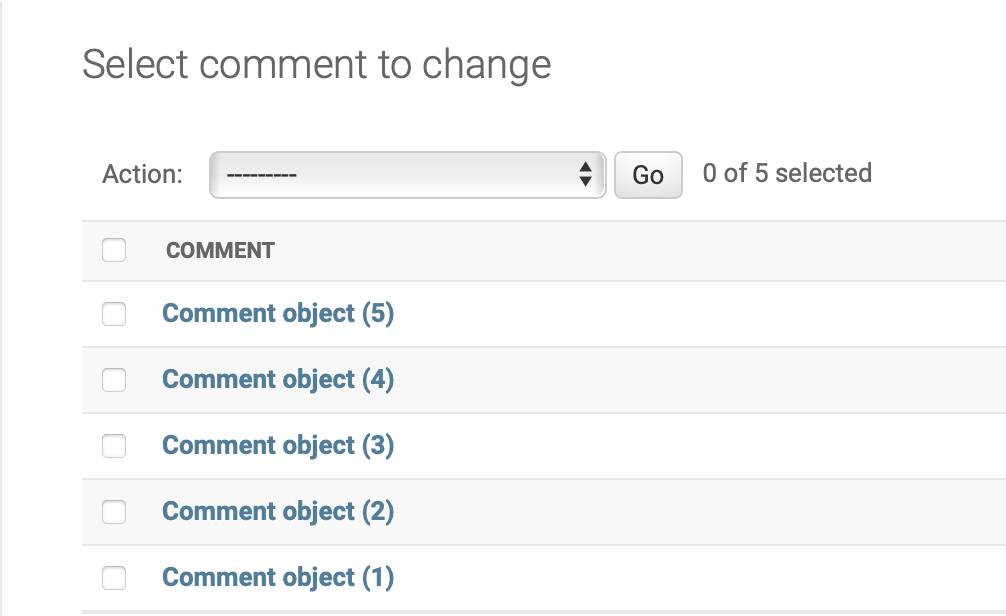 Select comment to change
Action: --------- Go 0 of 5 selected
COMMENT
Comment object (5)
Comment object (4)
Comment object (3)
Comment object (2)
Comment object (1)